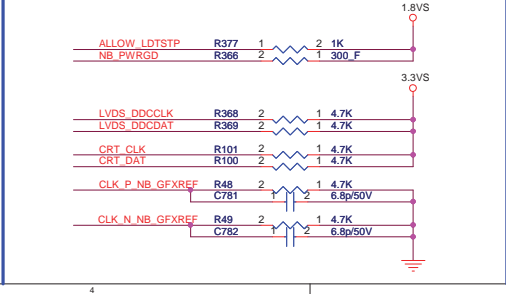 1.8VS
ALLOW_LDTSTP R377 1 2 1K
NB_PWRGD R366 2 1 300_F
3.3VS
LVDS_DDCCLK R368 2 1 4.7K
LVDS_DDCDAT R369 2 1 4.7K
CRT_CLK R101 2 1 4.7K
CRT_DAT R100 2 1 4.7K
CLK_P_NB_GFXREF R48 2 1 4.7K
C781 1 2 6.8p/50V
CLK_N_NB_GFXREF R49 2 1 4.7K
C782 1 2 6.8p/50V
4